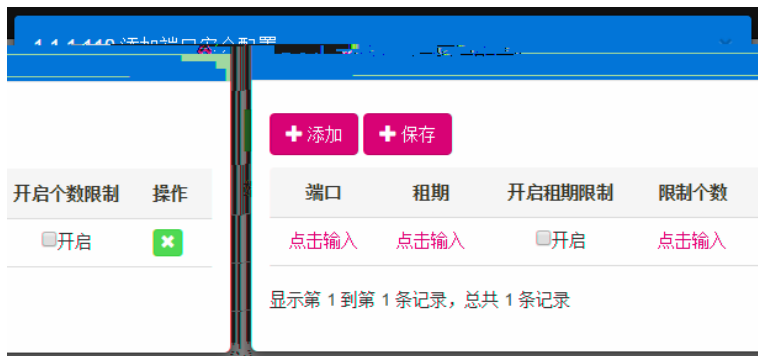 添加 保存
开启个数限制 操作 端口 租期 开启租期限制 限制个数
开启 点击输入 点击输入 开启 点击输入
显示第 1 到第 1 条记录，总共 1 条记录